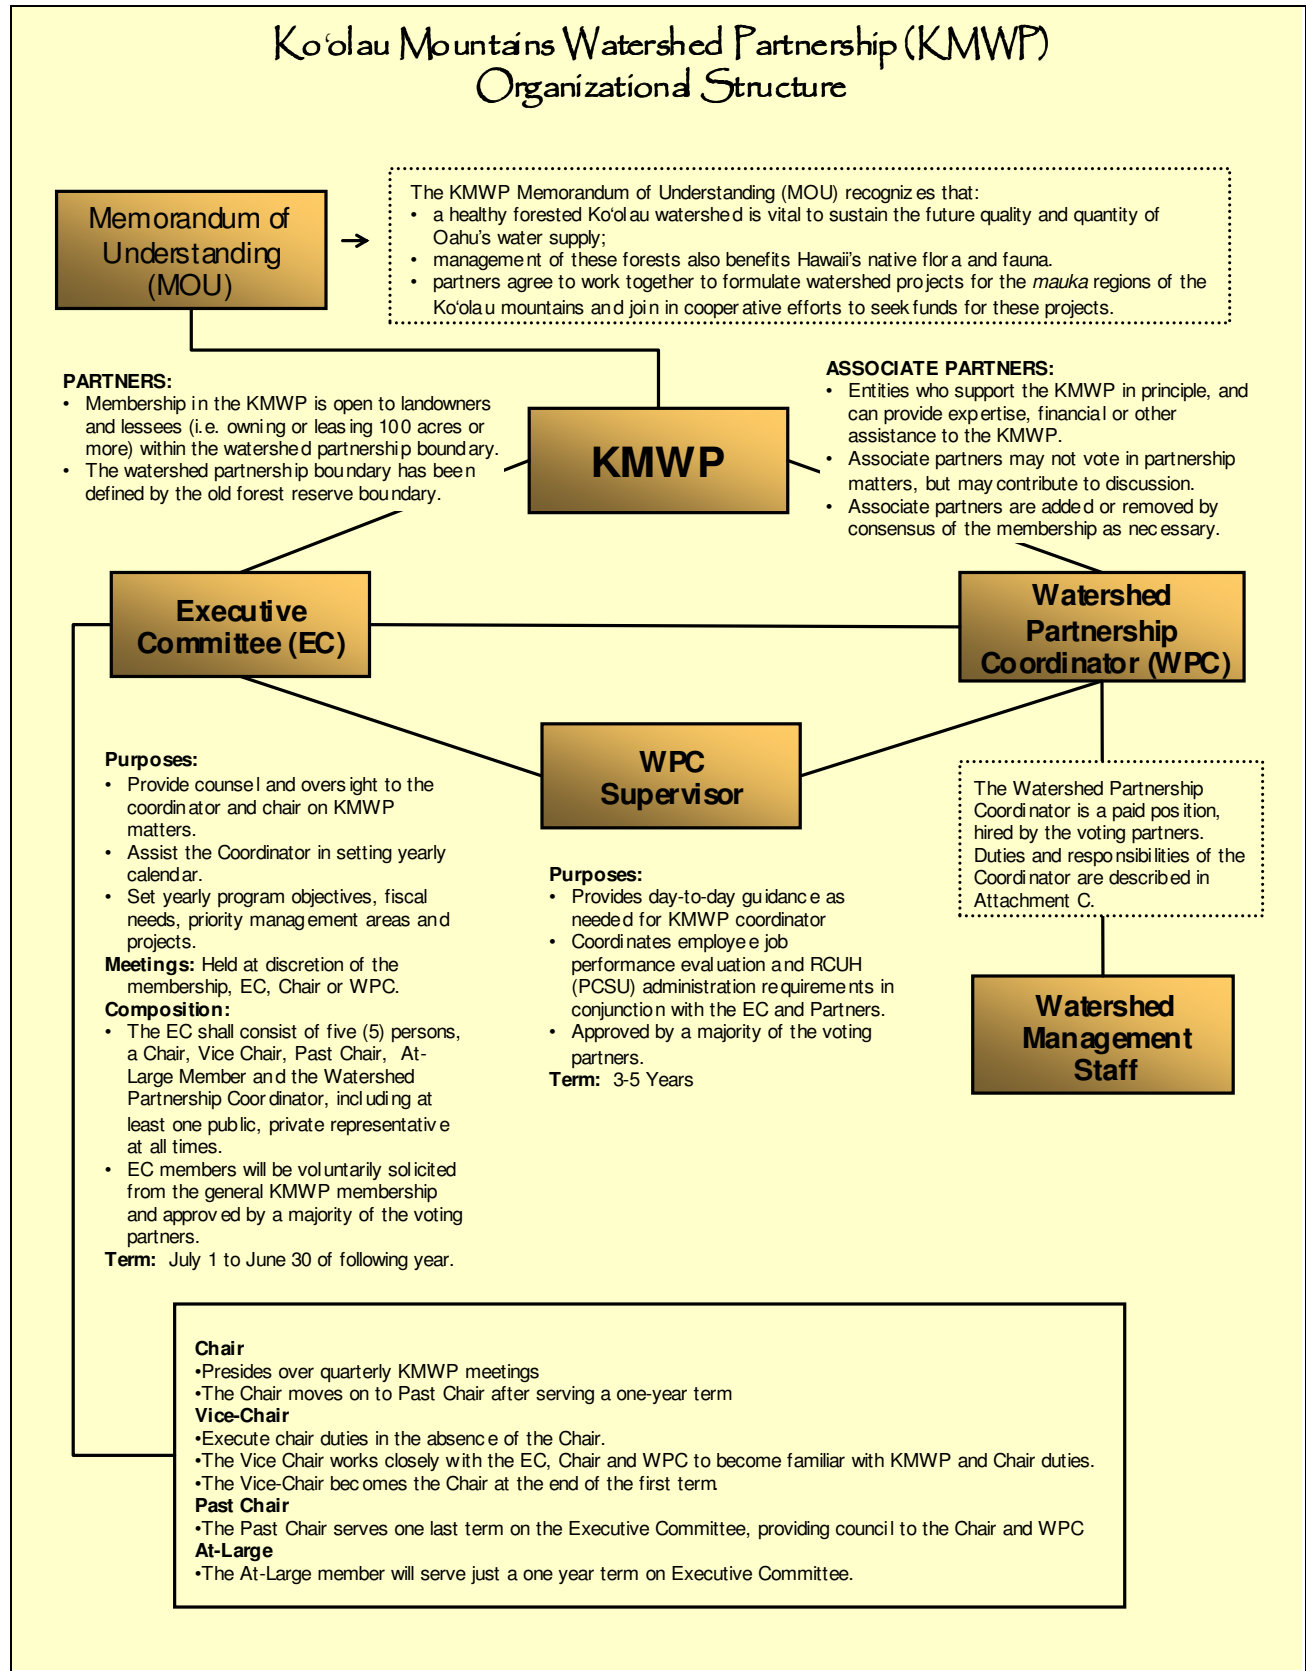 Ko‘olau Mountains Watershed Partnership (KMWP)
Organizational Structure
Memorandum of
Understanding
(MOU)
The KMWP Memorandum of Understanding (MOU) recognizes that:
• a healthy forested Ko‘olau watershed is vital to sustain the future quality and quantity of
Oahu’s water supply;
• management of these forests also benefits Hawaii’s native flora and fauna.
• partners agree to work together to formulate watershed projects for the mauka regions of the
Ko‘olau mountains and join in cooperative efforts to seek funds for these projects.
PARTNERS:
• Membership in the KMWP is open to landowners
and lessees (i.e. owning or leasing 100 acres or
more) within the watershed partnership boundary.
• The watershed partnership boundary has been
defined by the old forest reserve boundary.
KMWP
ASSOCIATE PARTNERS:
• Entities who support the KMWP in principle, and
can provide expertise, financial or other
assistance to the KMWP.
• Associate partners may not vote in partnership
matters, but may contribute to discussion.
• Associate partners are added or removed by
consensus of the membership as necessary.
Executive
Committee (EC)
Watershed
Partnership
Coordinator (WPC)
WPC
Supervisor
Purposes:
• Provide counsel and oversight to the
coordinator and chair on KMWP
matters.
• Assist the Coordinator in setting yearly
calendar.
• Set yearly program objectives, fiscal
needs, priority management areas and
projects.
Meetings: Held at discretion of the
membership, EC, Chair or WPC.
Composition:
• The EC shall consist of five (5) persons,
a Chair, Vice Chair, Past Chair, At-
Large Member and the Watershed
Partnership Coordinator, including at
least one public, private representative
at all times.
• EC members will be voluntarily solicited
from the general KMWP membership
and approved by a majority of the voting
partners.
Term: July 1 to June 30 of following year.
Purposes:
• Provides day-to-day guidance as
needed for KMWP coordinator
• Coordinates employee job
performance evaluation and RCUH
(PCSU) administration requirements in
conjunction with the EC and Partners.
• Approved by a majority of the voting
partners.
Term: 3-5 Years
The Watershed Partnership
Coordinator is a paid position,
hired by the voting partners.
Duties and responsibilities of the
Coordinator are described in
Attachment C.
Watershed
Management
Staff
Chair
•Presides over quarterly KMWP meetings
•The Chair moves on to Past Chair after serving a one-year term
Vice-Chair
•Execute chair duties in the absence of the Chair.
•The Vice Chair works closely with the EC, Chair and WPC to become familiar with KMWP and Chair duties.
•The Vice-Chair becomes the Chair at the end of the first term.
Past Chair
•The Past Chair serves one last term on the Executive Committee, providing council to the Chair and WPC
At-Large
•The At-Large member will serve just a one year term on Executive Committee.